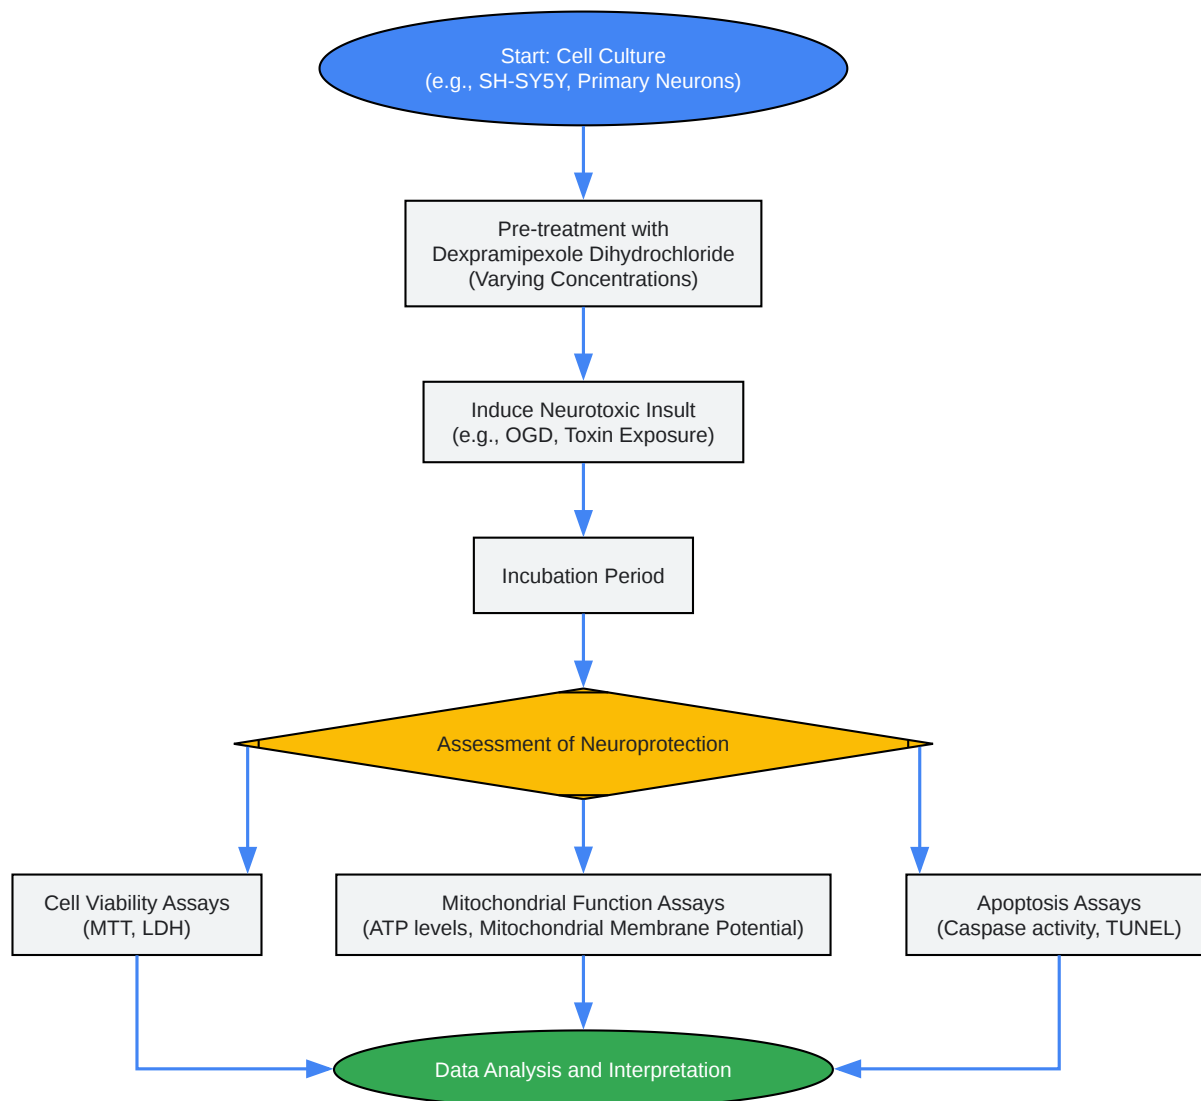 Start: Cell Culture
(e.g., SH-SY5Y, Primary Neurons)
Pre-treatment with
Dexpramipexole Dihydrochloride
(Varying Concentrations)
Induce Neurotoxic Insult
(e.g., OGD, Toxin Exposure)
Incubation Period
Assessment of Neuroprotection
Cell Viability Assays
(MTT, LDH)
Mitochondrial Function Assays
(ATP levels, Mitochondrial Membrane Potential)
Apoptosis Assays
(Caspase activity, TUNEL)
Data Analysis and Interpretation